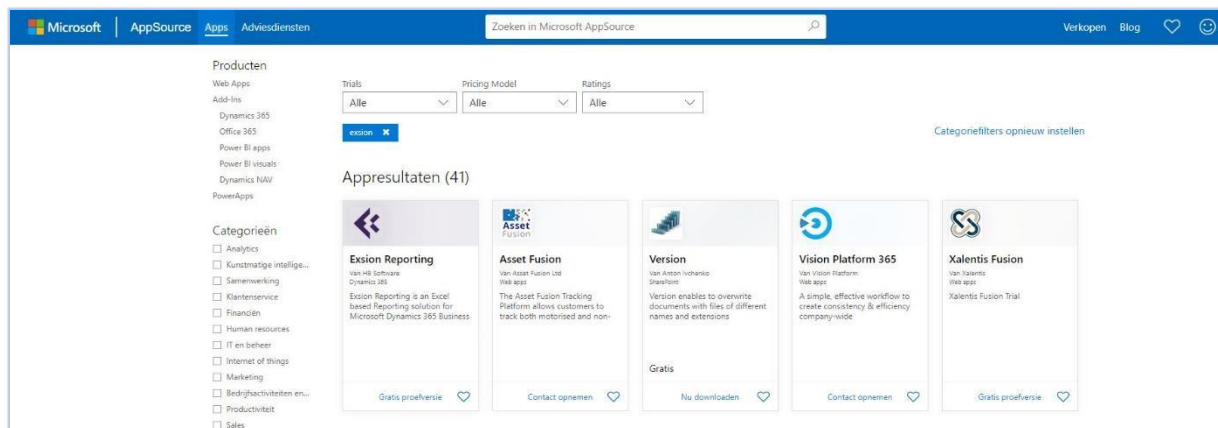 Microsoft
AppSource
Apps
Adviesdiensten
Zoeken in Microsoft AppSource
Verkopen
Blog
Producten
Web Apps
Add-Ins
Dynamics 365
Office 365
Power BI apps
Power BI visuals
Dynamics NAV
PowerApps
Categorieën
Analytics
Kunstmatige intellige...
Samenwerking
Klantenservice
Financiën
Human resources
IT en beheer
Internet of things
Marketing
Bedrijfsactiviteiten en...
Productiviteit
Sales
Trials
Alle
Pricing Model
Alle
Ratings
Alle
exsion
Categoriefilters opnieuw instellen
Appresultaten (41)
Exsion Reporting
Van HB Software
Dynamics 365
Exsion Reporting is an Excel
based Reporting solution for
Microsoft Dynamics 365 Business
Gratis proefversie
Asset
Fusion
Asset Fusion
Van Asset Fusion Ltd
Web apps
The Asset Fusion Tracking
Platform allows customers to
track both motorised and non-
Contact opnemen
Version
Van Anton Ivchenko
SharePoint
Version enables to overwrite
documents with files of different
names and extensions
Gratis
Nu downloaden
Vision Platform 365
Van Vision Platform
Web apps
A simple, effective workflow to
create consistency & efficiency
company-wide
Contact opnemen
Xalentis Fusion
Van Xalentis
Web apps
Xalentis Fusion Trial
Gratis proefversie